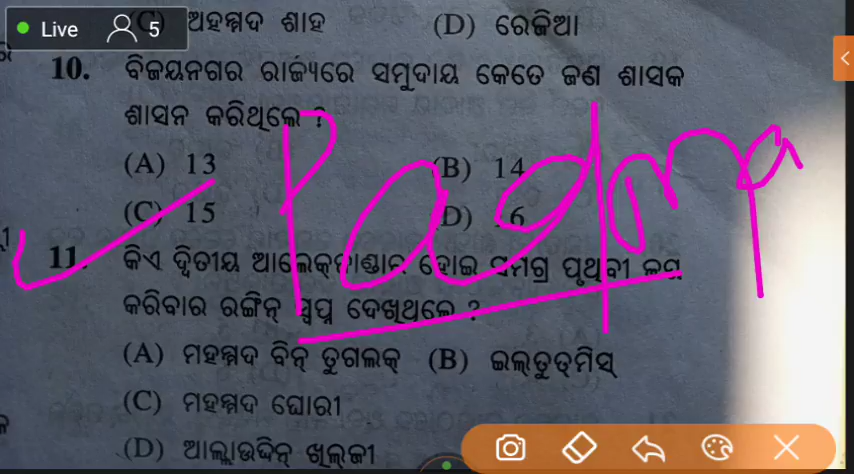 Live 5
(C) ଅହମ୍ମଦ ଶାହ (D) ରେଜିଆ
10. ବିଜୟନଗର ରାଜ୍ୟରେ ସମୁଦାୟ କେତେ ଜଣ ଶାସକ
ଶାସନ କରିଥିଲେ ?
(A) 13 (B) 14
(C) 15 (D) 16
11. କିଏ ଦ୍ୱିତୀୟ ଆଲେକ୍‌ଜାଣ୍ଡାର ହୋଇ ସମଗ୍ର ପୃଥିବୀ ଜୟ
କରିବାର ରଙ୍ଗିନ୍ ସ୍ୱପ୍ନ ଦେଖିଥିଲେ ?
(A) ମହମ୍ମଦ ବିନ୍ ତୁଗଲକ୍ (B) ଇଲ୍‌ତୁତ୍‌ମିସ୍
(C) ମହମ୍ମଦ ଘୋରୀ
(D) ଆଲ୍ଲାଉଦ୍ଦିନ୍ ଖିଲ୍‌ଜୀ